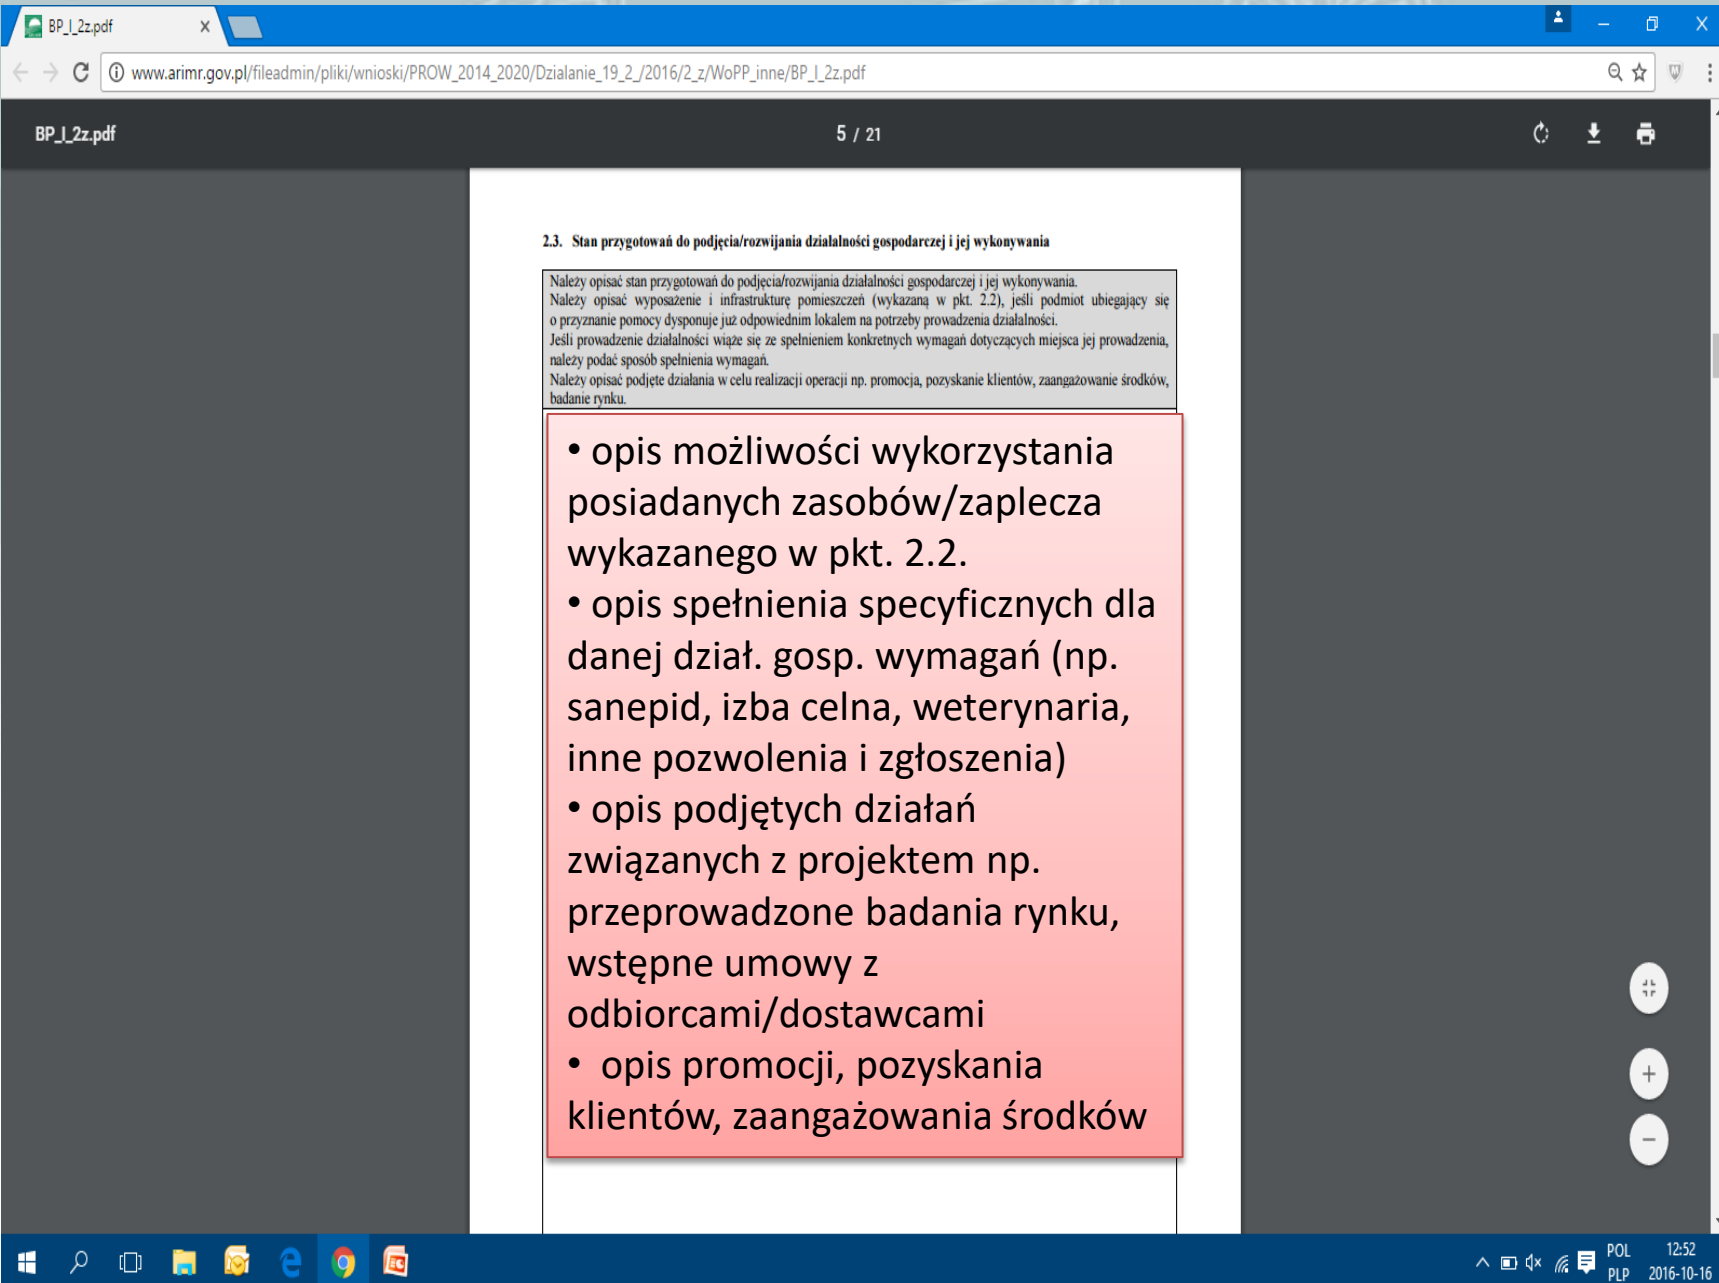 BP_I_2z.pdf
www.arimr.gov.pl/fileadmin/pliki/wnioski/PROW_2014_2020/Dzialanie_19_2_/2016/2_z/WoPP_inne/BP_I_2z.pdf
BP_I_2z.pdf
5 / 21
2.3. Stan przygotowań do podjęcia/rozwijania działalności gospodarczej i jej wykonywania
Należy opisać stan przygotowań do podjęcia/rozwijania działalności gospodarczej i jej wykonywania.
Należy opisać wyposażenie i infrastrukturę pomieszczeń (wykazaną w pkt. 2.2), jeśli podmiot ubiegający się
o przyznanie pomocy dysponuje już odpowiednim lokalem na potrzeby prowadzenia działalności.
Jeśli prowadzenie działalności wiąże się ze spełnieniem konkretnych wymagań dotyczących miejsca jej prowadzenia,
należy podać sposób spełnienia wymagań.
Należy opisać podjęte działania w celu realizacji operacji np. promocja, pozyskanie klientów, zaangażowanie środków,
badanie rynku.
• opis możliwości wykorzystania
posiadanych zasobów/zaplecza
wykazanego w pkt. 2.2.
• opis spełnienia specyficznych dla
danej dział. gosp. wymagań (np.
sanepid, izba celna, weterynaria,
inne pozwolenia i zgłoszenia)
• opis podjętych działań
związanych z projektem np.
przeprowadzone badania rynku,
wstępne umowy z
odbiorcami/dostawcami
• opis promocji, pozyskania
klientów, zaangażowania środków
POL 12:52
PLP 2016-10-16